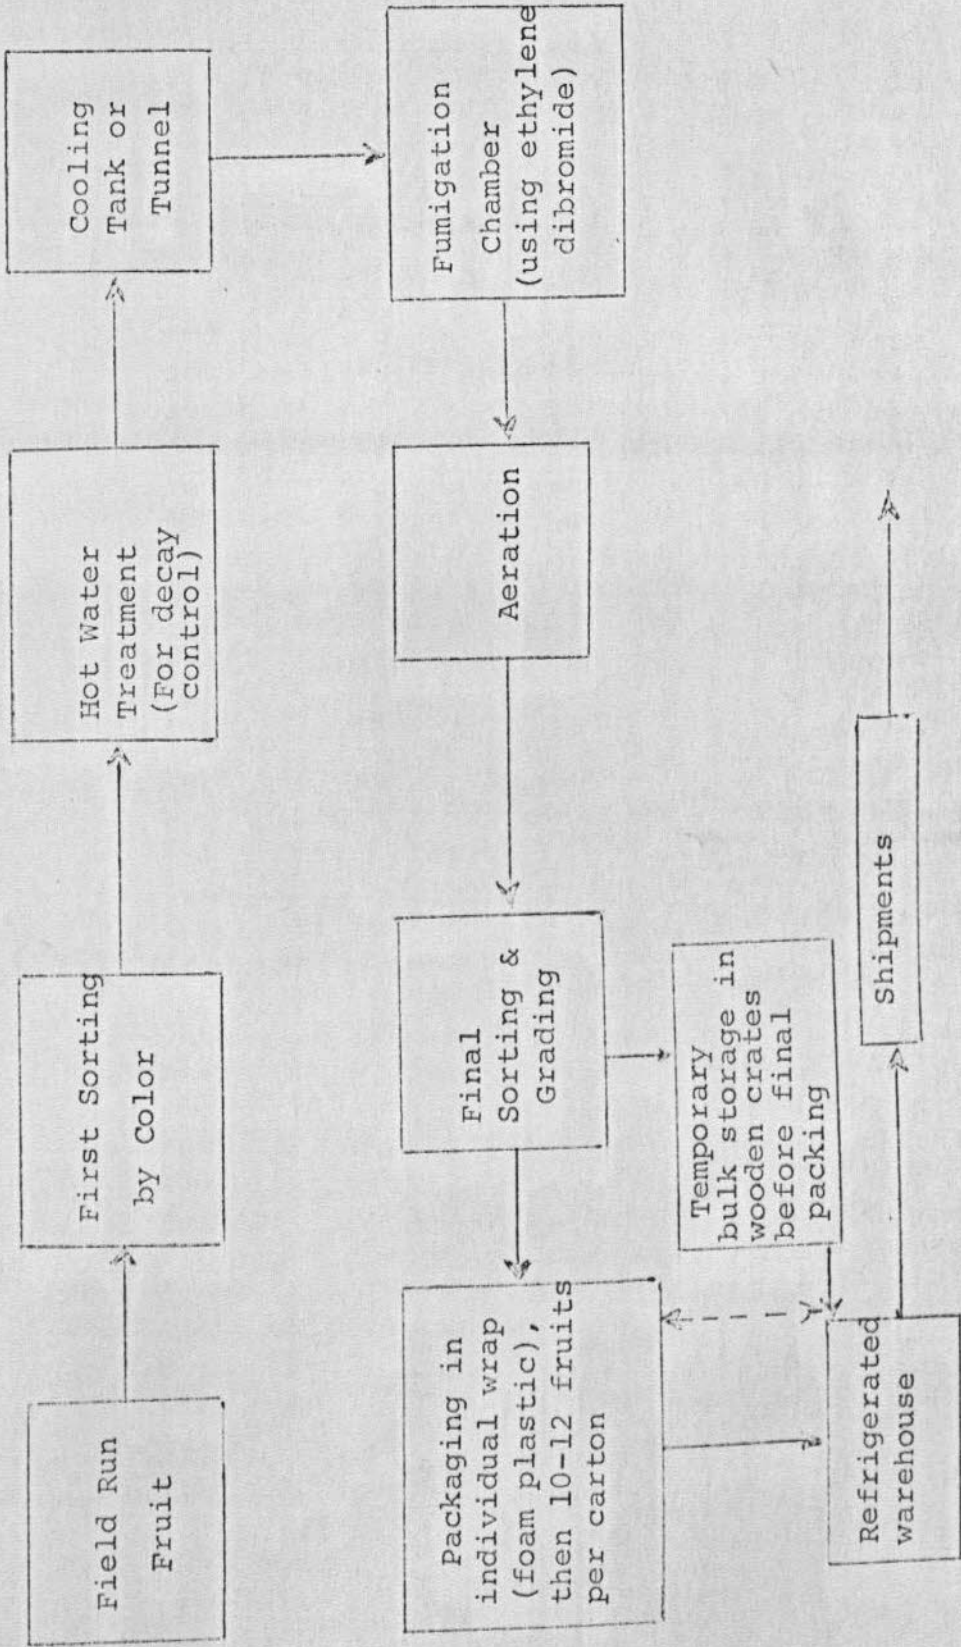 Field Run
Fruit
First Sorting
by Color
Hot Water
Treatment
(For decay
control)
Cooling
Tank or
Tunnel
Fumigation
Chamber
(using ethylene
dibromide)
Aeration
Final
Sorting &
Grading
Packaging in
individual wrap
(foam plastic),
then 10-12 fruits
per carton
Temporary
bulk storage in
wooden crates
before final
packing
Refrigerated
warehouse
Shipments